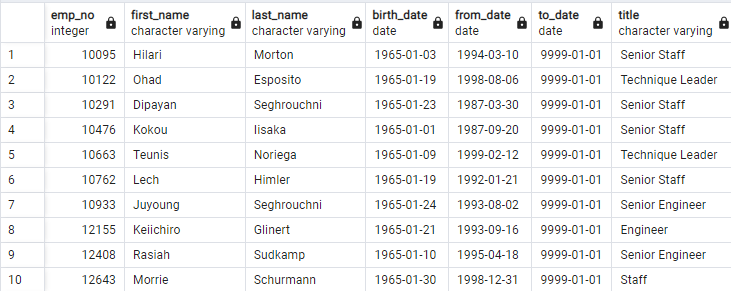 emp_no first_name last_name birth_date from_date to_date title
integer character varying character varying date date date character varying
1 10095 Hilari Morton 1965-01-03 1994-03-10 9999-01-01 Senior Staff
2 10122 Ohad Esposito 1965-01-19 1998-08-06 9999-01-01 Technique Leader
3 10291 Dipayan Seghrouchni 1965-01-23 1987-03-30 9999-01-01 Senior Staff
4 10476 Kokou Iisaka 1965-01-01 1987-09-20 9999-01-01 Senior Staff
5 10663 Teunis Noriega 1965-01-09 1999-02-12 9999-01-01 Technique Leader
6 10762 Lech Himler 1965-01-19 1992-01-21 9999-01-01 Senior Staff
7 10933 Juyoung Seghrouchni 1965-01-24 1993-08-02 9999-01-01 Senior Engineer
8 12155 Keiichiro Glinert 1965-01-21 1993-09-16 9999-01-01 Engineer
9 12408 Rasiah Sudkamp 1965-01-10 1995-04-18 9999-01-01 Senior Engineer
10 12643 Morrie Schurmann 1965-01-30 1998-12-31 9999-01-01 Staff